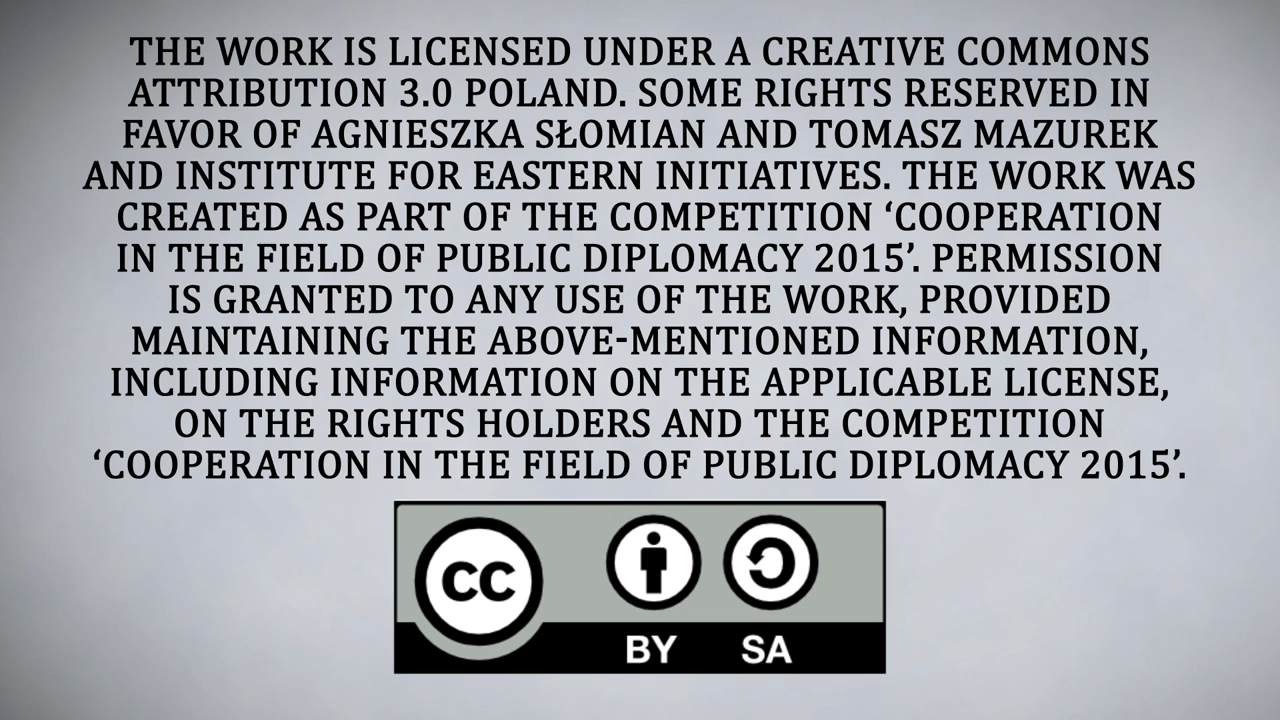 THE WORK IS LICENSED UNDER A CREATIVE COMMONS
ATTRIBUTION 3.0 POLAND. SOME RIGHTS RESERVED IN
FAVOR OF AGNIESZKA SŁOMIAN AND TOMASZ MAZUREK
AND INSTITUTE FOR EASTERN INITIATIVES. THE WORK WAS
CREATED AS PART OF THE COMPETITION ‘COOPERATION
IN THE FIELD OF PUBLIC DIPLOMACY 2015’. PERMISSION
IS GRANTED TO ANY USE OF THE WORK, PROVIDED
MAINTAINING THE ABOVE-MENTIONED INFORMATION,
INCLUDING INFORMATION ON THE APPLICABLE LICENSE,
ON THE RIGHTS HOLDERS AND THE COMPETITION
‘COOPERATION IN THE FIELD OF PUBLIC DIPLOMACY 2015’.
CC
BY SA